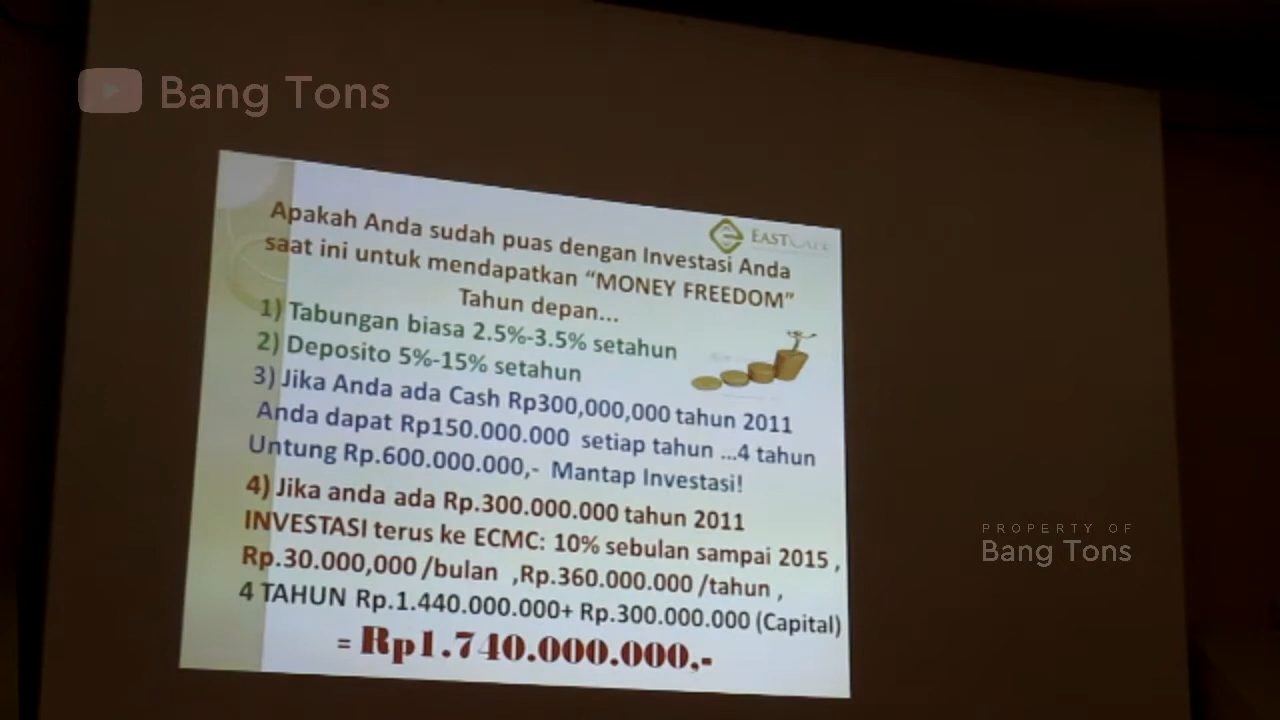 Bang Tons
EASTCAPE
Apakah Anda sudah puas dengan Investasi Anda
saat ini untuk mendapatkan “MONEY FREEDOM”
Tahun depan...
1) Tabungan biasa 2.5%-3.5% setahun
2) Deposito 5%-15% setahun
3) Jika Anda ada Cash Rp300,000,000 tahun 2011
Anda dapat Rp150.000.000 setiap tahun ...4 tahun
Untung Rp.600.000.000,- Mantap Investasi!
4) Jika anda ada Rp.300.000.000 tahun 2011
INVESTASI terus ke ECMC: 10% sebulan sampai 2015 ,
Rp.30.000,000 /bulan ,Rp.360.000.000 /tahun ,
4 TAHUN Rp.1.440.000.000+ Rp.300.000.000 (Capital)
= Rp1.740.000.000,-
PROPERTY OF
Bang Tons